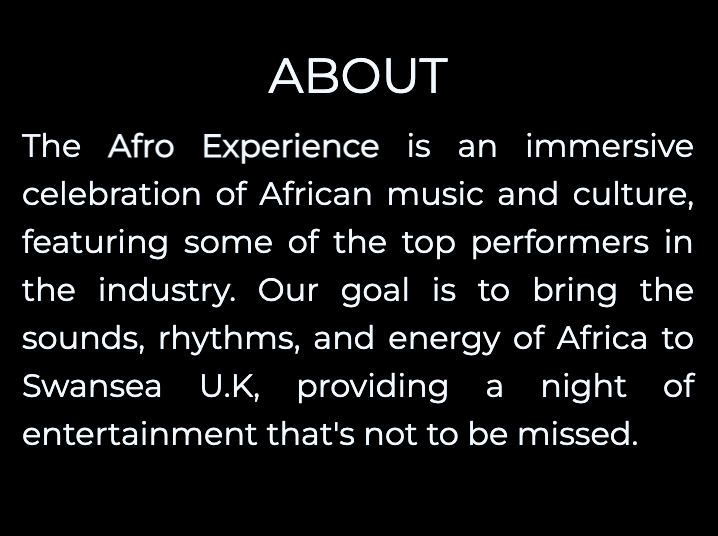 ABOUT
The Afro Experience is an immersive
celebration of African music and culture,
featuring some of the top performers in
the industry. Our goal is to bring the
sounds, rhythms, and energy of Africa to
Swansea U.K, providing a night of
entertainment that's not to be missed.